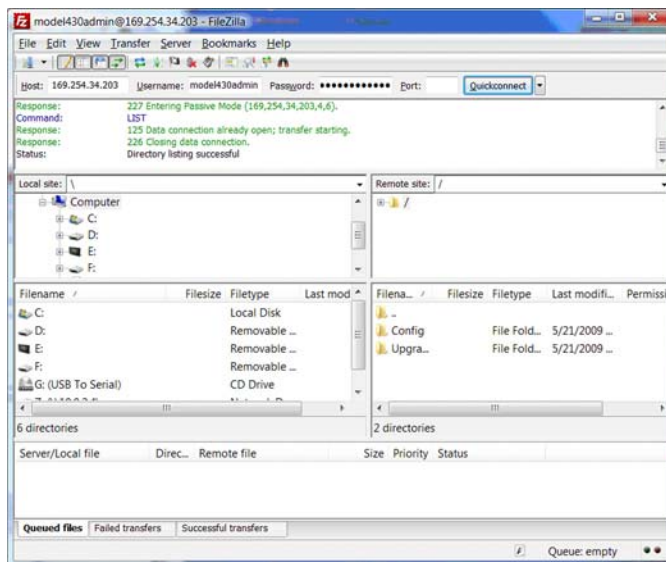 model430admin@169.254.34.203 - FileZilla
File Edit View Transfer Server Bookmarks Help
Host: 169.254.34.203 Username: model430admin Password: •••••••••••• Port: Quickconnect
Response: 227 Entering Passive Mode (169,254,34,203,4,6).
Command: LIST
Response: 125 Data connection already open; transfer starting.
Response: 226 Closing data connection.
Status: Directory listing successful
Local site: \ Remote site: /
Computer /
C:
D:
E:
F:
Filename / Filesize Filetype Last mod Filena... / Filesize Filetype Last modifi... Permissi
C: Local Disk ..
D: Removable ... Config File Fold... 5/21/2009 ...
E: Removable ... Upgra... File Fold... 5/21/2009 ...
F: Removable ...
G: (USB To Serial) CD Drive
6 directories 2 directories
Server/Local file Direc... Remote file Size Priority Status
Queued files Failed transfers Successful transfers
Queue: empty